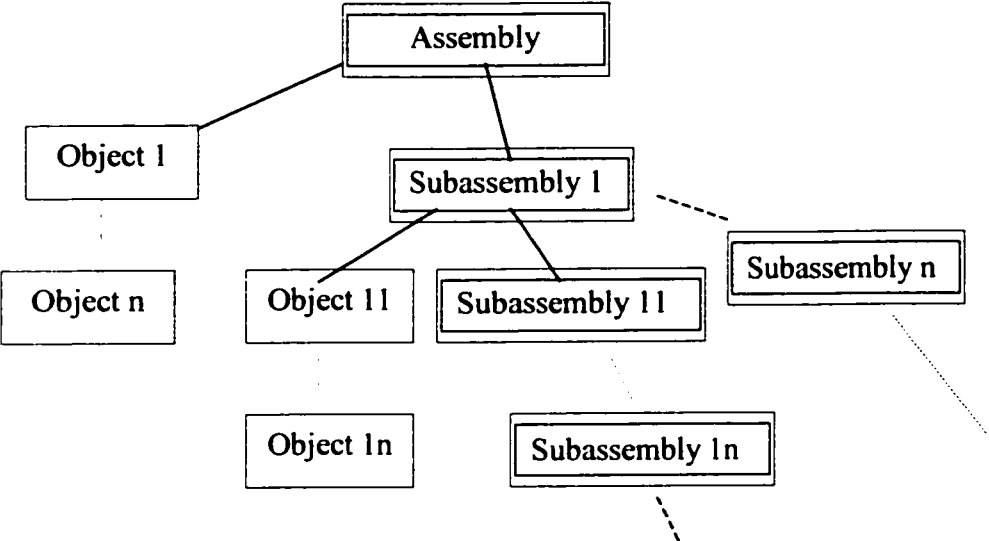 Assembly
Object 1
Subassembly 1
Subassembly n
Object n
Object 11
Subassembly 11
Object 1n
Subassembly 1n